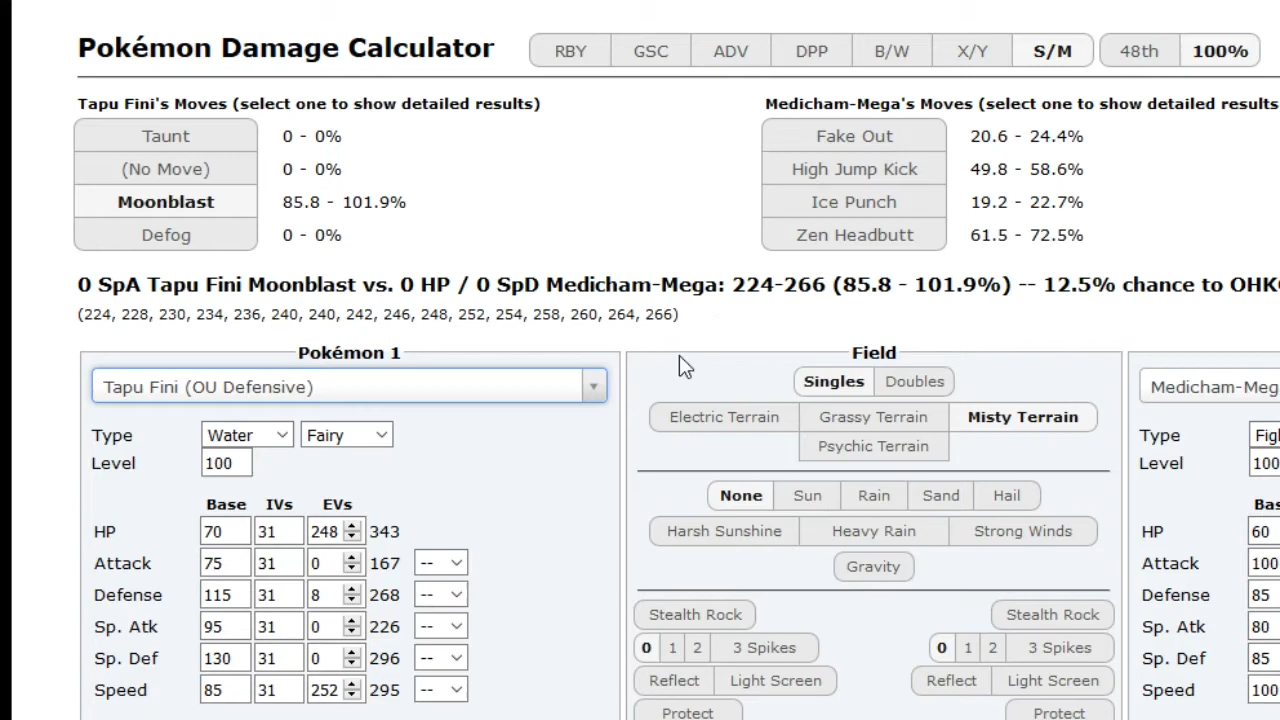 Pokémon Damage Calculator RBY GSC ADV DPP B/W X/Y S/M 48th 100%
Tapu Fini's Moves (select one to show detailed results) Medicham-Mega's Moves (select one to show detailed results
Taunt 0 - 0% Fake Out 20.6 - 24.4%
(No Move) 0 - 0% High Jump Kick 49.8 - 58.6%
Moonblast 85.8 - 101.9% Ice Punch 19.2 - 22.7%
Defog 0 - 0% Zen Headbutt 61.5 - 72.5%
0 SpA Tapu Fini Moonblast vs. 0 HP / 0 SpD Medicham-Mega: 224-266 (85.8 - 101.9%) -- 12.5% chance to OHKO
(224, 228, 230, 234, 236, 240, 240, 242, 246, 248, 252, 254, 258, 260, 264, 266)
Pokémon 1 Field
Tapu Fini (OU Defensive) Singles Doubles Medicham-Meg
Electric Terrain Grassy Terrain Misty Terrain
Type Water Fairy Psychic Terrain Type Figh
Level 100 Level 100
None Sun Rain Sand Hail
Base IVs EVs Bas
HP 70 31 248 343 Harsh Sunshine Heavy Rain Strong Winds HP 60
Attack 75 31 0 167 -- Gravity Attack 100
Defense 115 31 8 268 -- Defense 85
Stealth Rock Stealth Rock
Sp. Atk 95 31 0 226 -- Sp. Atk 80
0 1 2 3 Spikes 0 1 2 3 Spikes
Sp. Def 130 31 0 296 -- Sp. Def 85
Reflect Light Screen Reflect Light Screen
Speed 85 31 252 295 -- Speed 100
Protect Protect